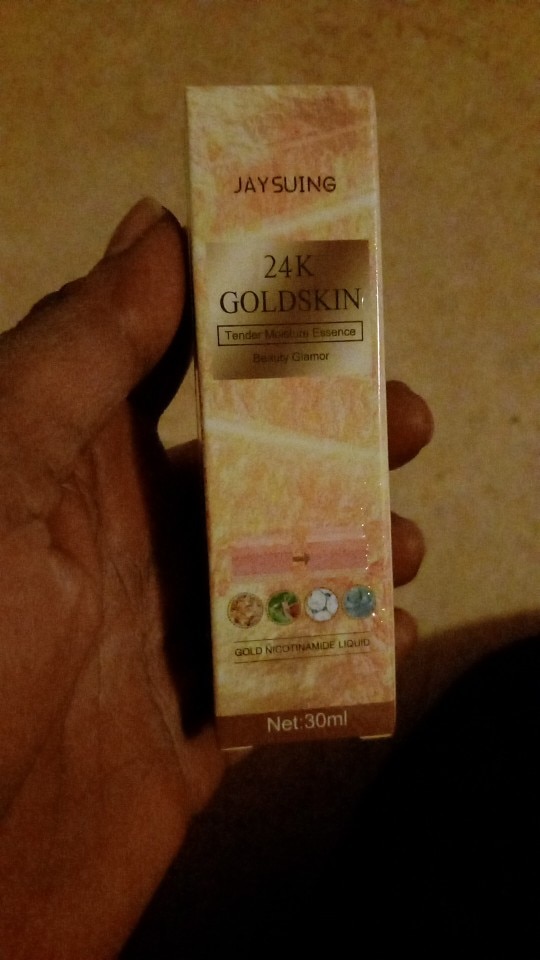 JAYSUING
24K
GOLDSKIN
Tender Moisture Essence
Beauty Glamor
GOLD NICOTINAMIDE LIQUID
Net:30ml